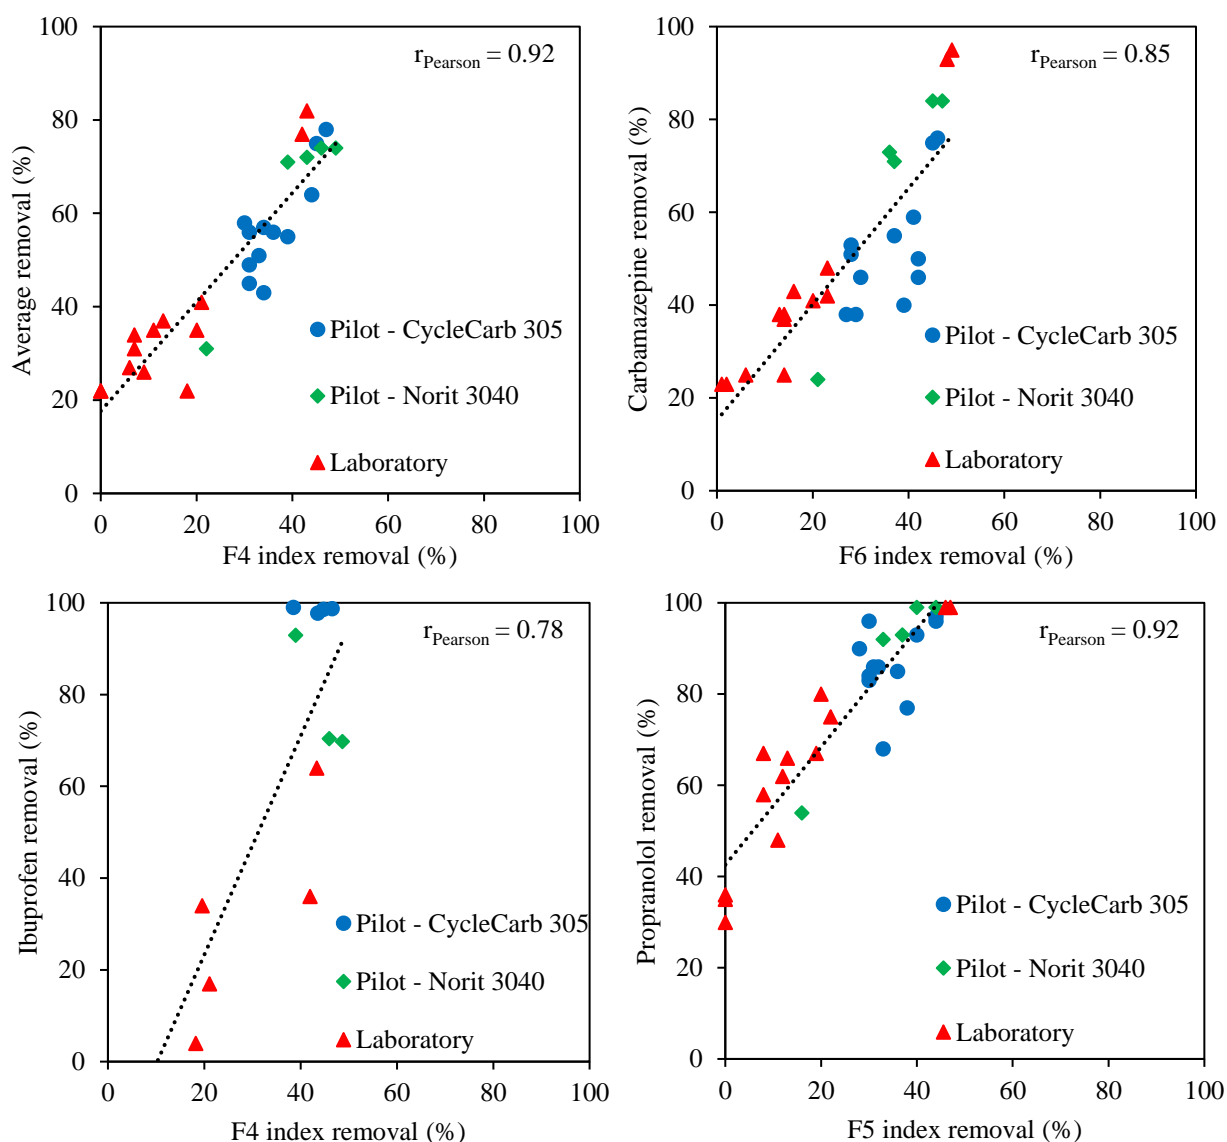 100
80
60
40
20
0
0 20 40 60 80 100
Average removal (%)
F4 index removal (%)
rPearson = 0.92
Pilot - CycleCarb 305
Pilot - Norit 3040
Laboratory
100
80
60
40
20
0
0 20 40 60 80 100
Carbamazepine removal (%)
F6 index removal (%)
rPearson = 0.85
Pilot - CycleCarb 305
Pilot - Norit 3040
Laboratory
100
80
60
40
20
0
0 20 40 60 80 100
Ibuprofen removal (%)
F4 index removal (%)
rPearson = 0.78
Pilot - CycleCarb 305
Pilot - Norit 3040
Laboratory
100
80
60
40
20
0
0 20 40 60 80 100
Propranolol removal (%)
F5 index removal (%)
rPearson = 0.92
Pilot - CycleCarb 305
Pilot - Norit 3040
Laboratory